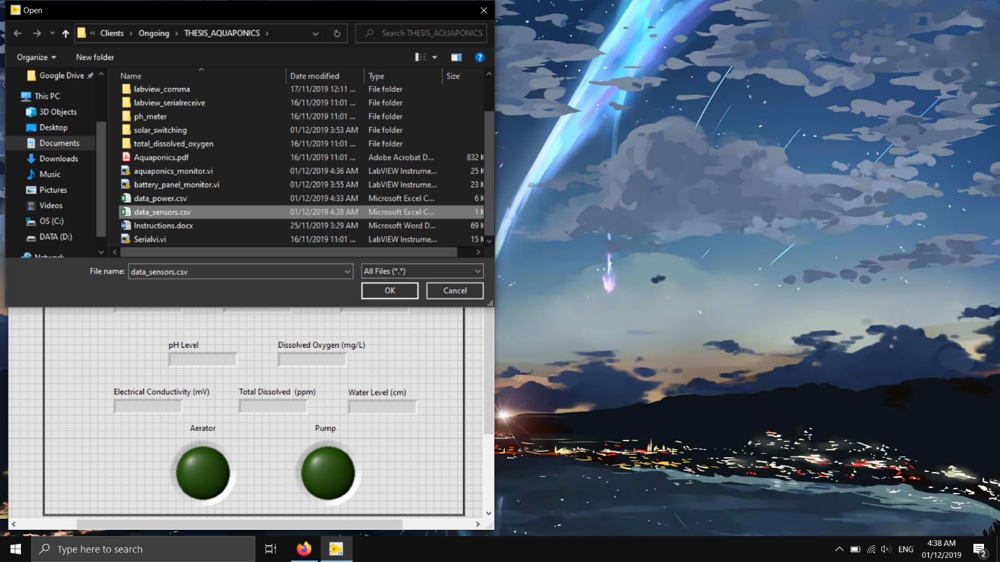 Open
Clients › Ongoing › THESIS_AQUAPONICS ›
Search THESIS_AQUAPONICS
Organize
New folder
Google Drive
This PC
3D Objects
Desktop
Documents
Downloads
Music
Pictures
Videos
OS (C:)
DATA (D:)
Network
Name Date modified Type Size
labview_comma 17/11/2019 12:11 ... File folder
labview_serialreceive 16/11/2019 11:01 ... File folder
ph_meter 16/11/2019 11:01 ... File folder
solar_switching 01/12/2019 3:53 AM File folder
total_dissolved_oxygen 16/11/2019 11:01 ... File folder
Aquaponics.pdf 16/11/2019 11:01 ... Adobe Acrobat D... 832 K
aquaponics_monitor.vi 01/12/2019 4:36 AM LabVIEW Instrume... 25 K
battery_panel_monitor.vi 01/12/2019 3:55 AM LabVIEW Instrume... 23 K
data_power.csv 01/12/2019 4:33 AM Microsoft Excel C... 6 K
data_sensors.csv 01/12/2019 4:38 AM Microsoft Excel C... 1 K
Instructions.docx 25/11/2019 3:29 AM Microsoft Word D... 69 K
Serialvi.vi 16/11/2019 11:01 ... LabVIEW Instrume... 15 K
File name: data_sensors.csv All Files (*.*)
OK Cancel
pH Level Dissolved Oxygen (mg/L)
Electrical Conductivity (mV) Total Dissolved (ppm) Water Level (cm)
Aerator Pump
Type here to search
ENG
4:38 AM
01/12/2019
2